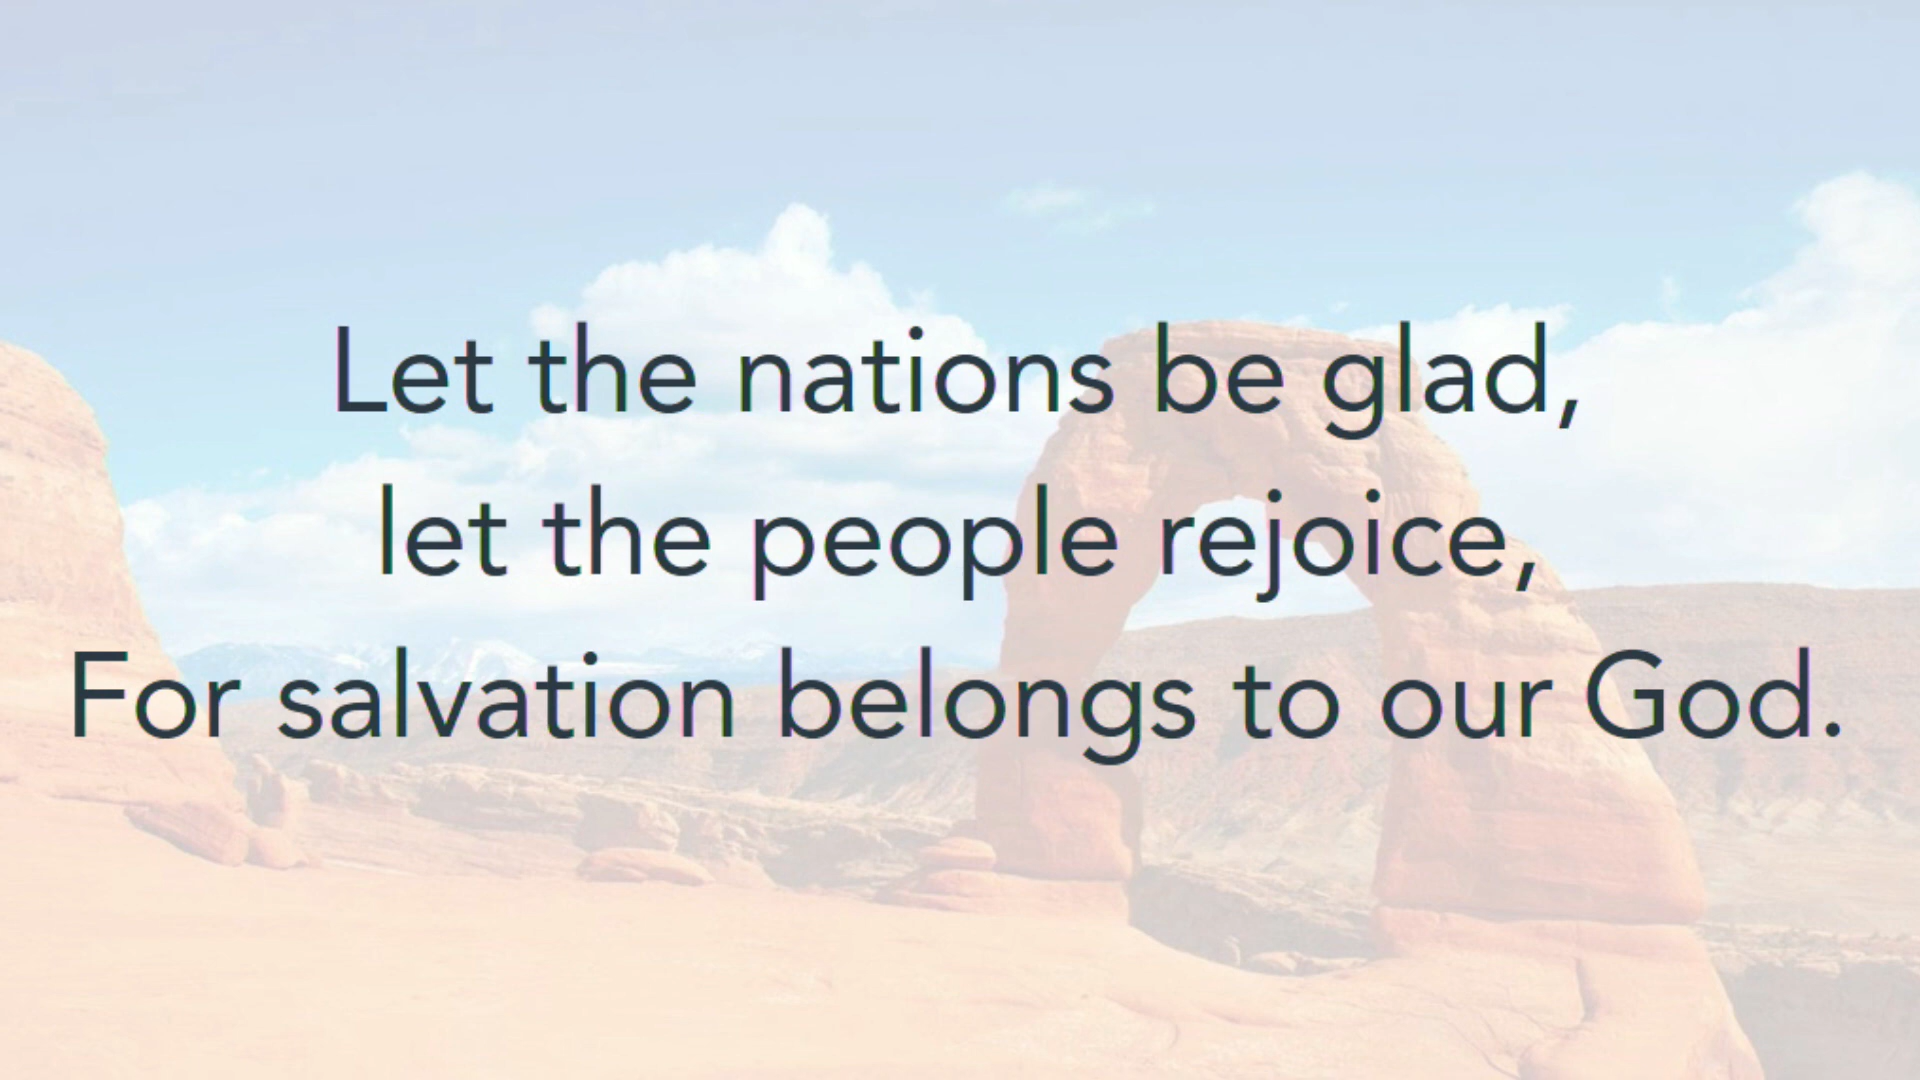 Let the nations be glad,
let the people rejoice,
For salvation belongs to our God.